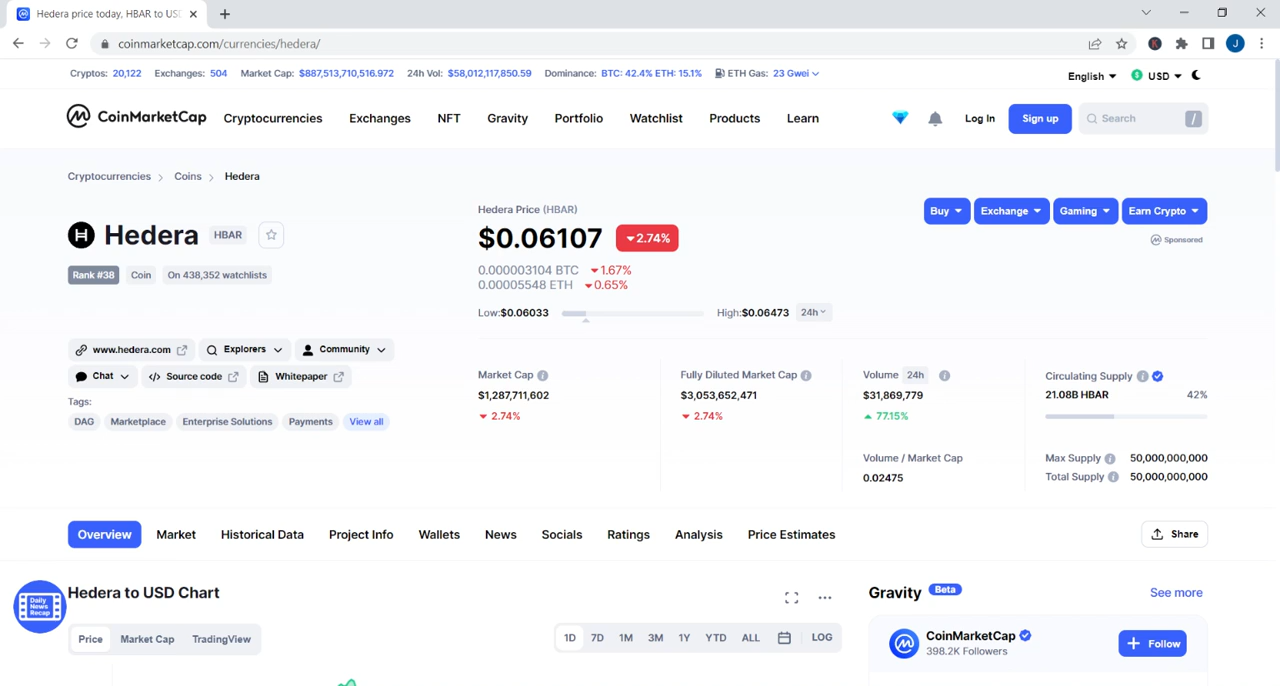 Hedera price today, HBAR to USD
coinmarketcap.com/currencies/hedera/
J
Cryptos: 20,122 Exchanges: 504 Market Cap: $887,513,710,516.972 24h Vol: $58,012,117,850.59 Dominance: BTC: 42.4% ETH: 15.1% ETH Gas: 23 Gwei
English USD
CoinMarketCap Cryptocurrencies Exchanges NFT Gravity Portfolio Watchlist Products Learn Log In Sign up Search /
Cryptocurrencies > Coins > Hedera
Hedera Price (HBAR)
Buy Exchange Gaming Earn Crypto
Hedera HBAR
$0.06107 2.74%
Sponsored
Rank #38 Coin On 438,352 watchlists
0.000003104 BTC 1.67%
0.00005548 ETH 0.65%
Low:$0.06033 High:$0.06473 24h
www.hedera.com Explorers Community
Chat Source code Whitepaper
Tags:
DAG Marketplace Enterprise Solutions Payments View all
Market Cap
$1,287,711,602
2.74%
Fully Diluted Market Cap
$3,053,652,471
2.74%
Volume 24h
$31,869,779
77.15%
Volume / Market Cap
0.02475
Circulating Supply
21.08B HBAR 42%
Max Supply 50,000,000,000
Total Supply 50,000,000,000
Overview Market Historical Data Project Info Wallets News Socials Ratings Analysis Price Estimates Share
Daily
News
Recap
Hedera to USD Chart
Price Market Cap TradingView
1D 7D 1M 3M 1Y YTD ALL LOG
Gravity Beta See more
CoinMarketCap
398.2K Followers
+ Follow